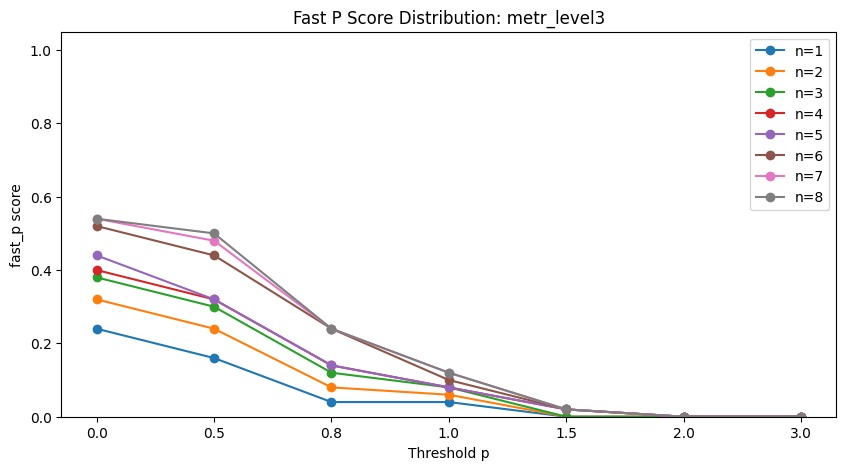 Fast P Score Distribution: metr_level3
fast_p score
1.0
0.8
0.6
0.4
0.2
0.0
n=1
n=2
n=3
n=4
n=5
n=6
n=7
n=8
0.0 0.5 0.8 1.0 1.5 2.0 3.0
Threshold p